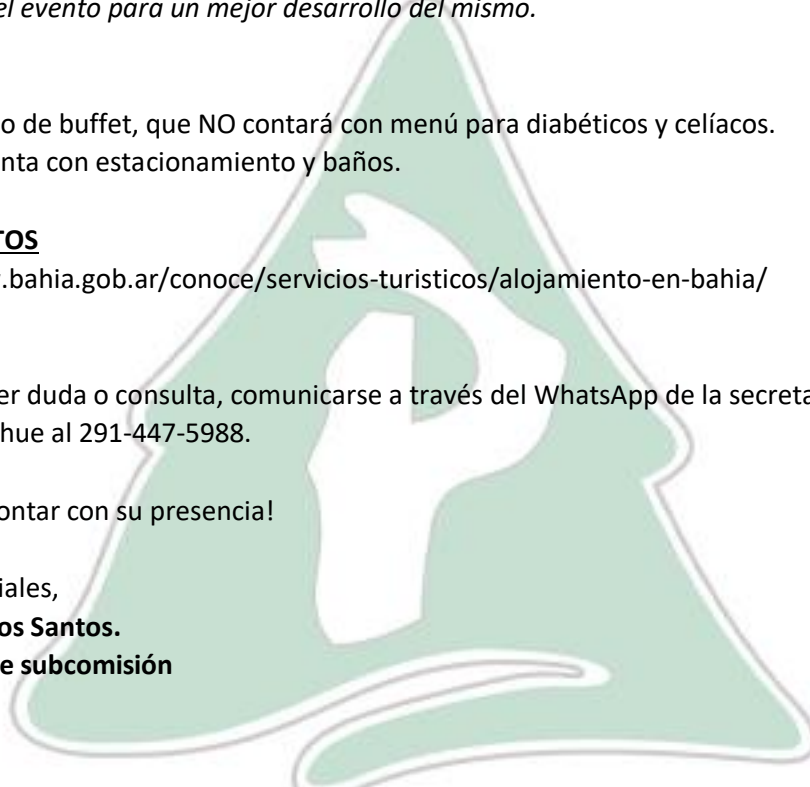 el evento para un mejor desarrollo del mismo.
o de buffet, que NO contará con menú para diabéticos y celíacos.
nta con estacionamiento y baños.
TOS
.bahia.gob.ar/conoce/servicios-turisticos/alojamiento-en-bahia/
er duda o consulta, comunicarse a través del WhatsApp de la secreta
hue al 291-447-5988.
ontar con su presencia!
iales,
os Santos.
e subcomisión